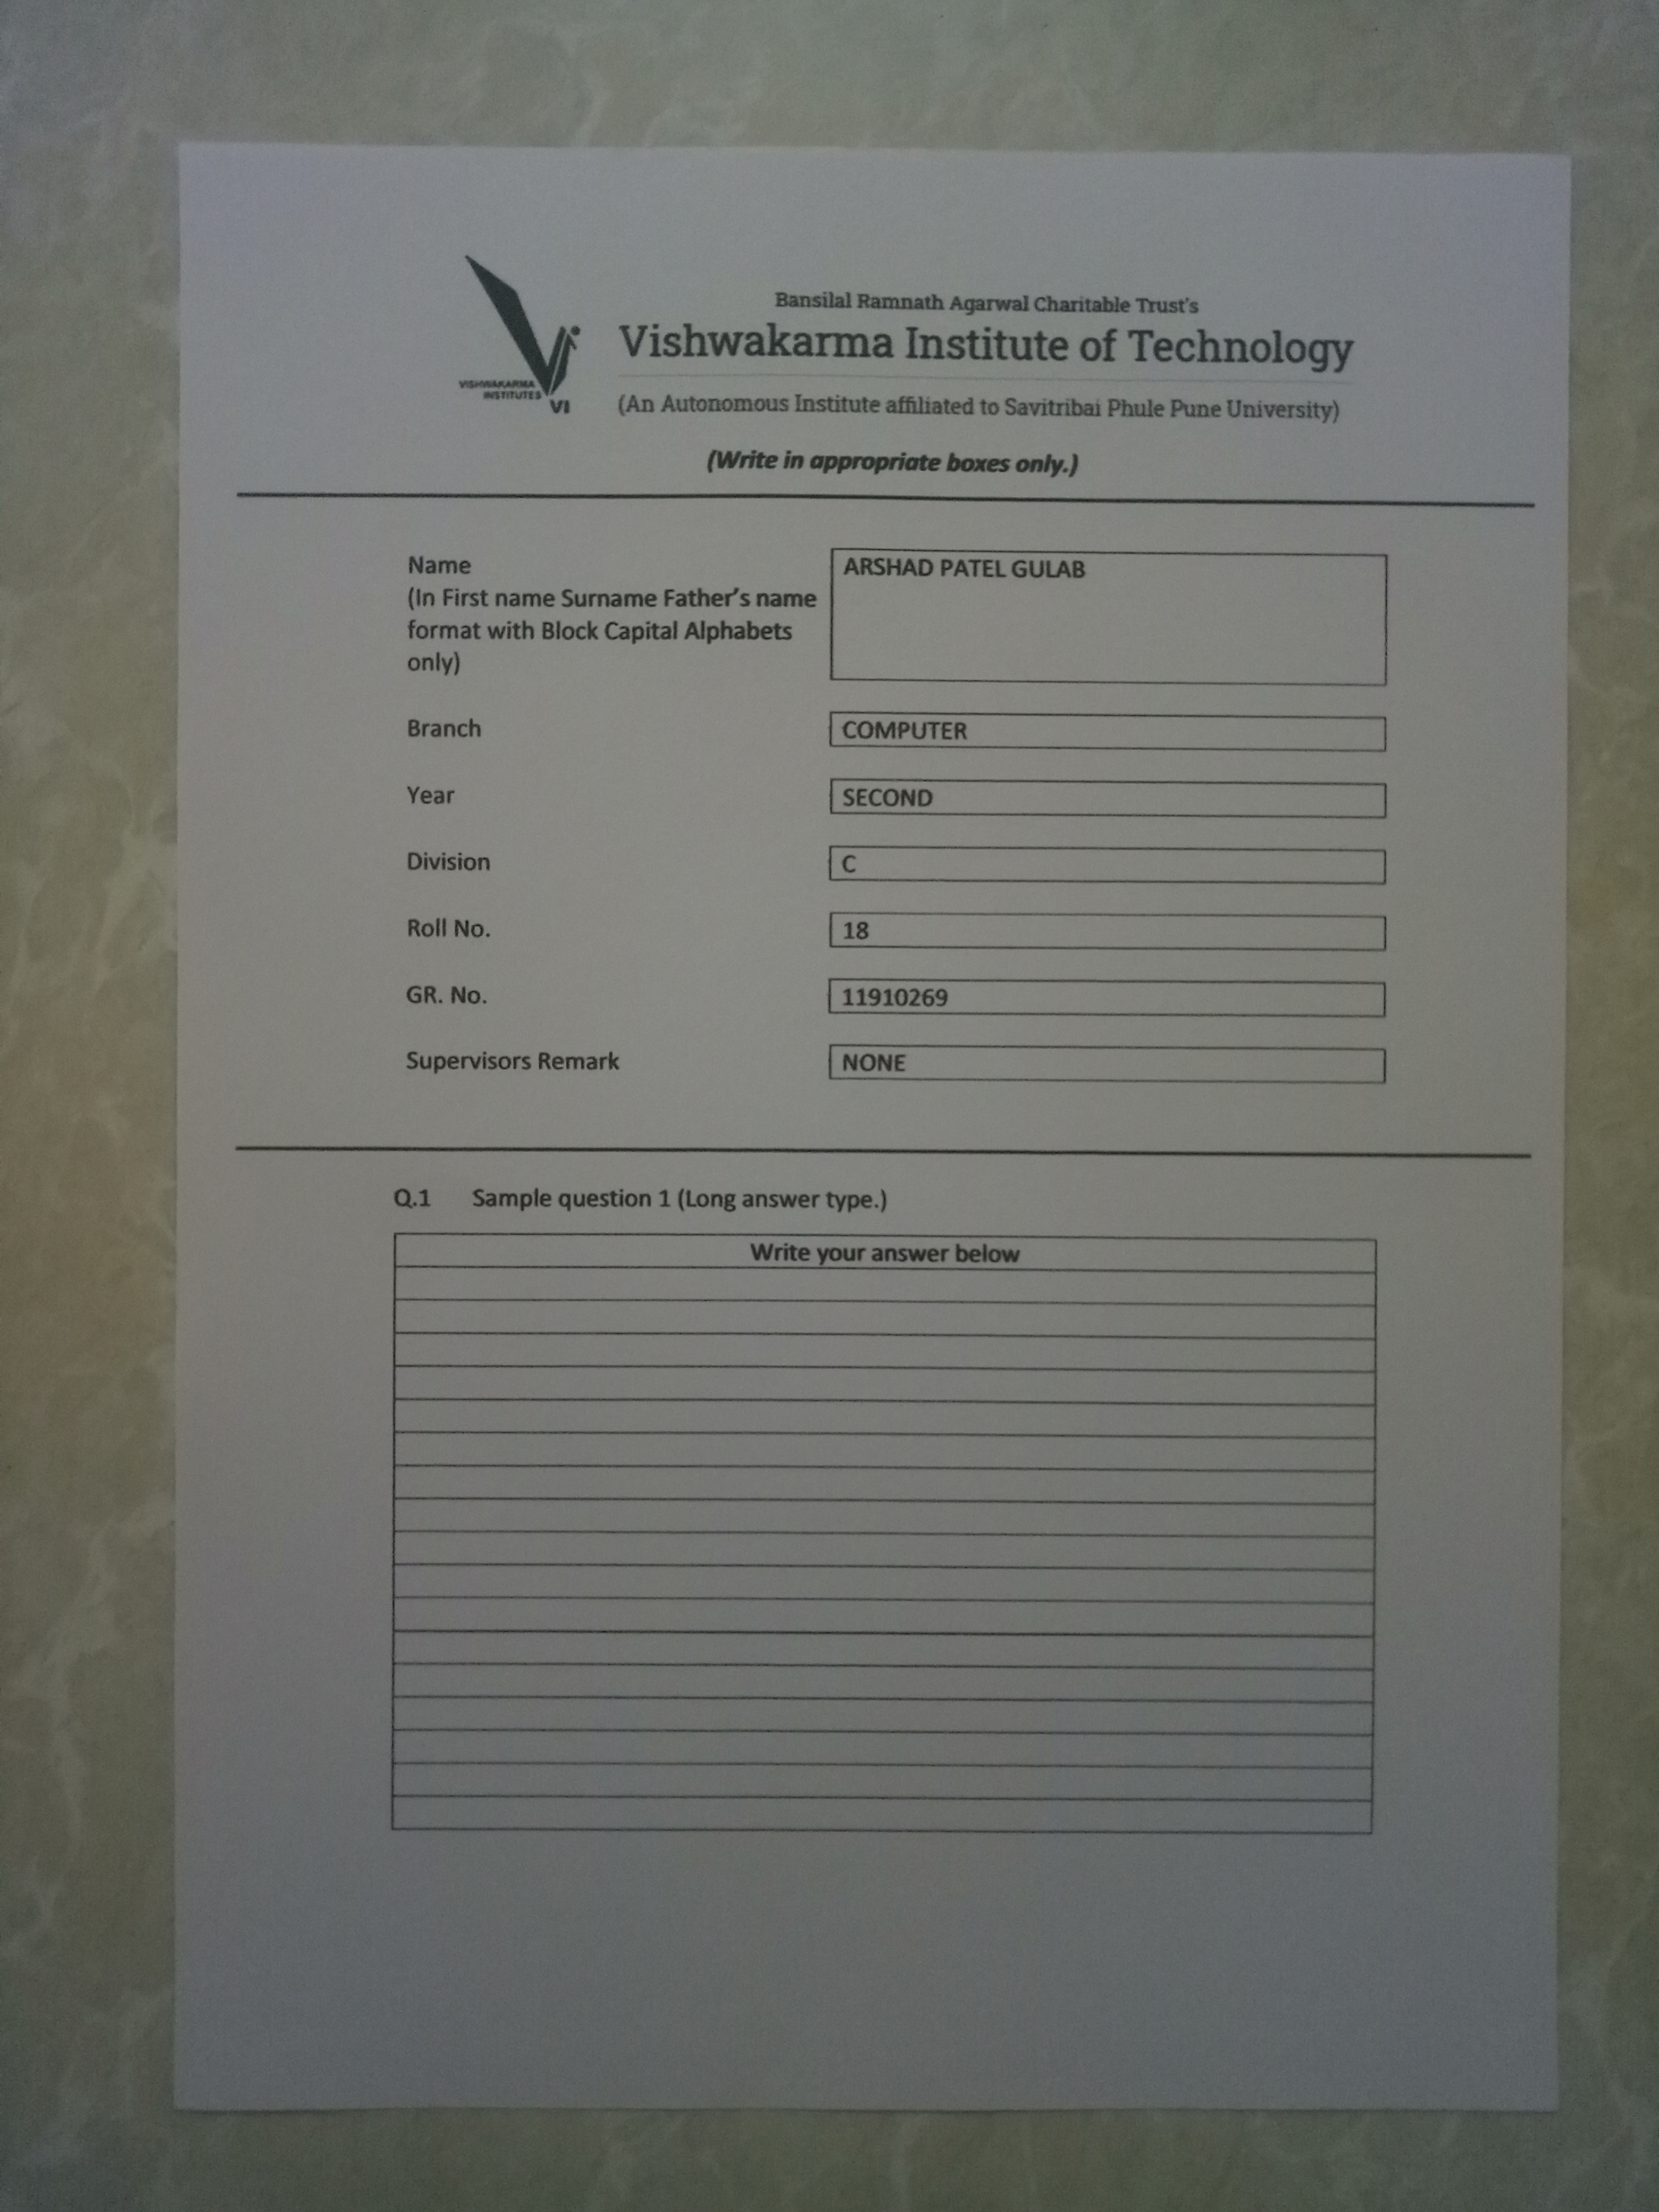 Bansilal Ramnath Agarwal Charitable Trust's
Vishwakarma Institute of Technology
VISHWAKARMA
INSTITUTES
VI
(An Autonomous Institute affiliated to Savitribai Phule Pune University)
(Write in appropriate boxes only.)
Name
(In First name Surname Father's name
format with Block Capital Alphabets
only)
ARSHAD PATEL GULAB
Branch COMPUTER
Year SECOND
Division C
Roll No. 18
GR. No. 11910269
Supervisors Remark NONE
Q.1 Sample question 1 (Long answer type.)
Write your answer below